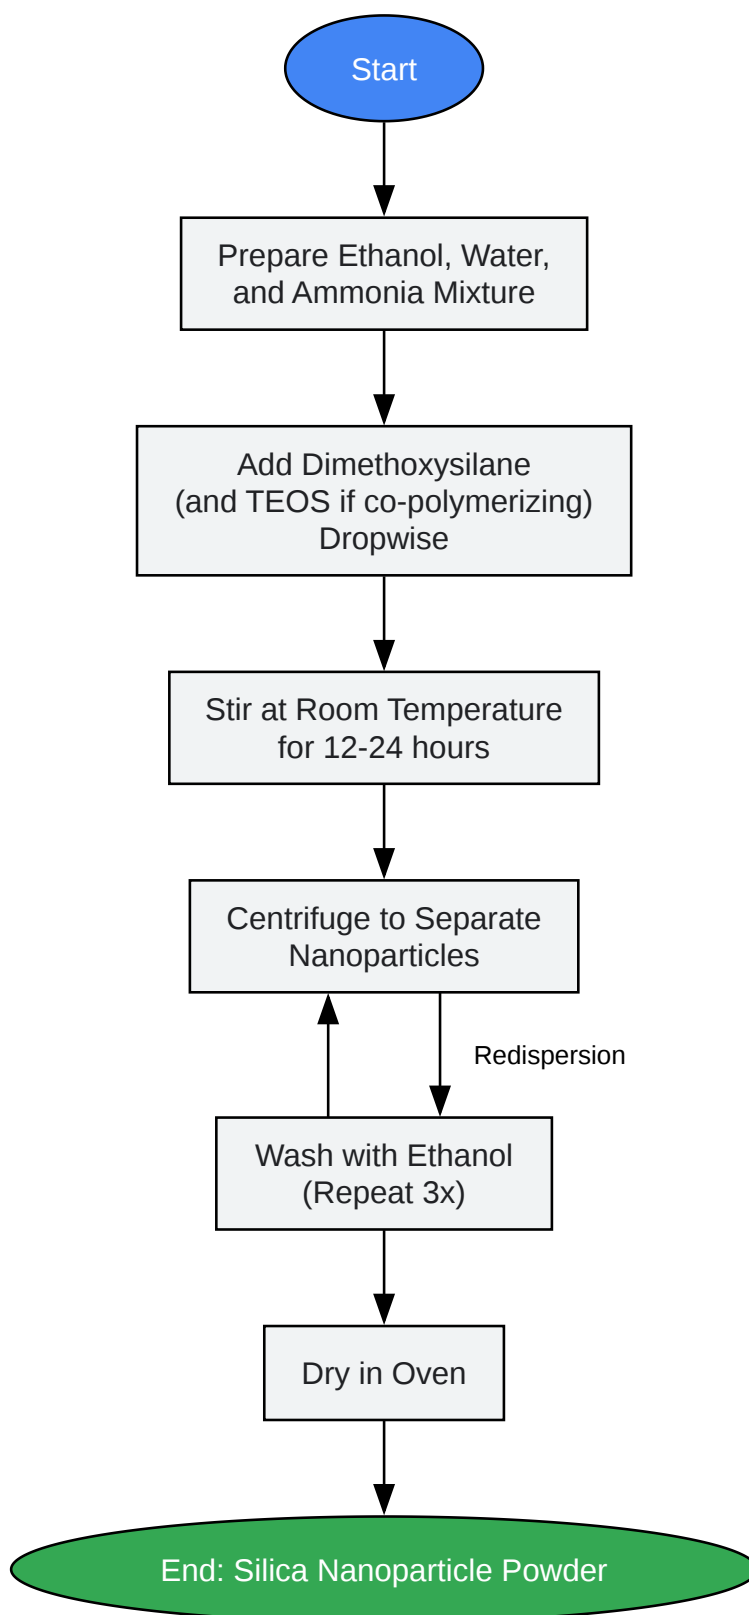 Start
Prepare Ethanol, Water,
and Ammonia Mixture
Add Dimethoxysilane
(and TEOS if co-polymerizing)
Dropwise
Stir at Room Temperature
for 12-24 hours
Centrifuge to Separate
Nanoparticles
Redispersion
Wash with Ethanol
(Repeat 3x)
Dry in Oven
End: Silica Nanoparticle Powder